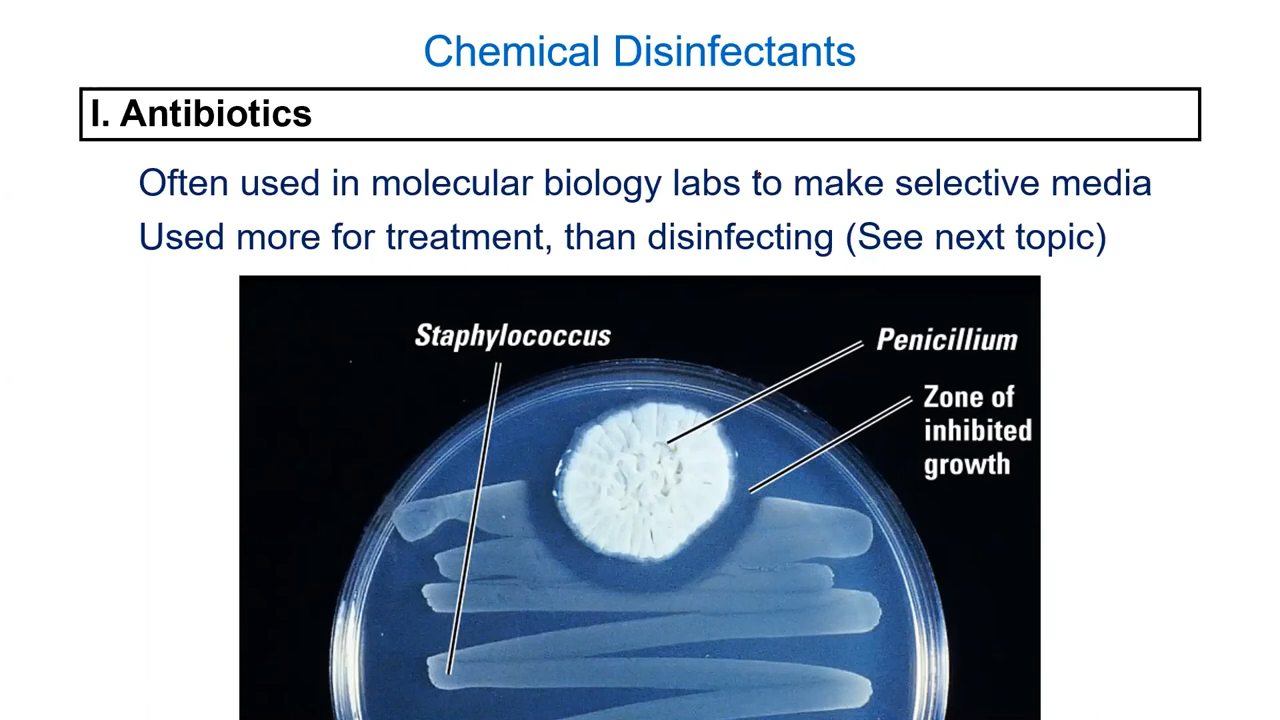 Chemical Disinfectants
I. Antibiotics
Often used in molecular biology labs to make selective media
Used more for treatment, than disinfecting (See next topic)
Staphylococcus
Penicillium
Zone of
inhibited
growth